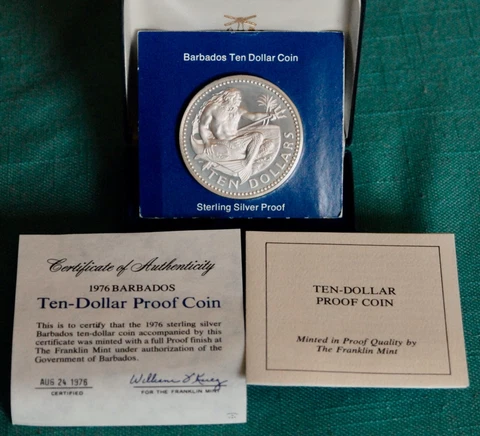 Barbados Ten Dollar Coin
TEN DOLLARS
Sterling Silver Proof
Certificate of Authenticity
1976 BARBADOS
Ten-Dollar Proof Coin
This is to certify that the 1976 sterling silver
Barbados ten-dollar coin accompanied by this
certificate was minted with a full Proof finish at
The Franklin Mint under authorization of the
Government of Barbados.
AUG 24 1976
CERTIFIED
FOR THE FRANKLIN MINT
TEN-DOLLAR
PROOF COIN
Minted in Proof Quality by
The Franklin Mint